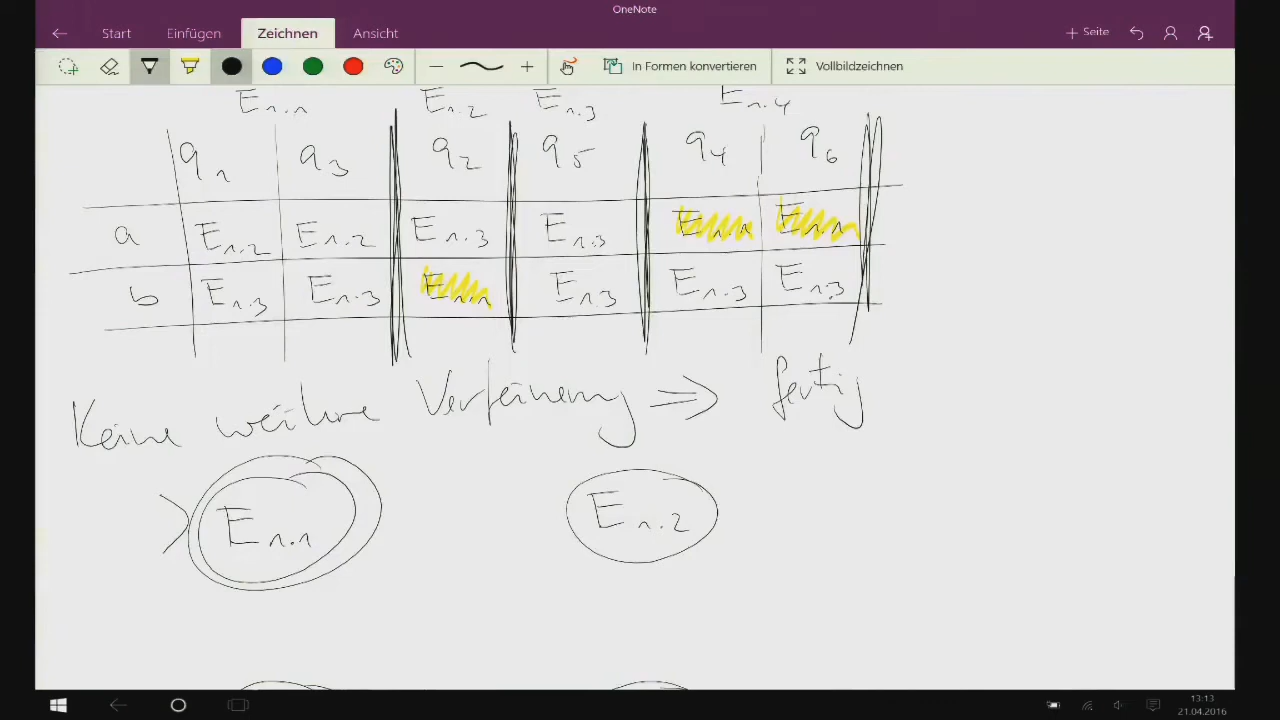 OneNote
Start Einfügen Zeichnen Ansicht Seite
In Formen konvertieren Vollbildzeichnen
E1.1 E1.2 E1.3 E1.4
q1 q3 q2 q5 q4 q6
a E1.2 E1.2 E1.3 E1.3 E1.1 E1.1
b E1.3 E1.3 E1.1 E1.3 E1.3 E1.3
Keine weitere Verfeinerung => fertig
E1.1 E1.2
13:13
21.04.2016